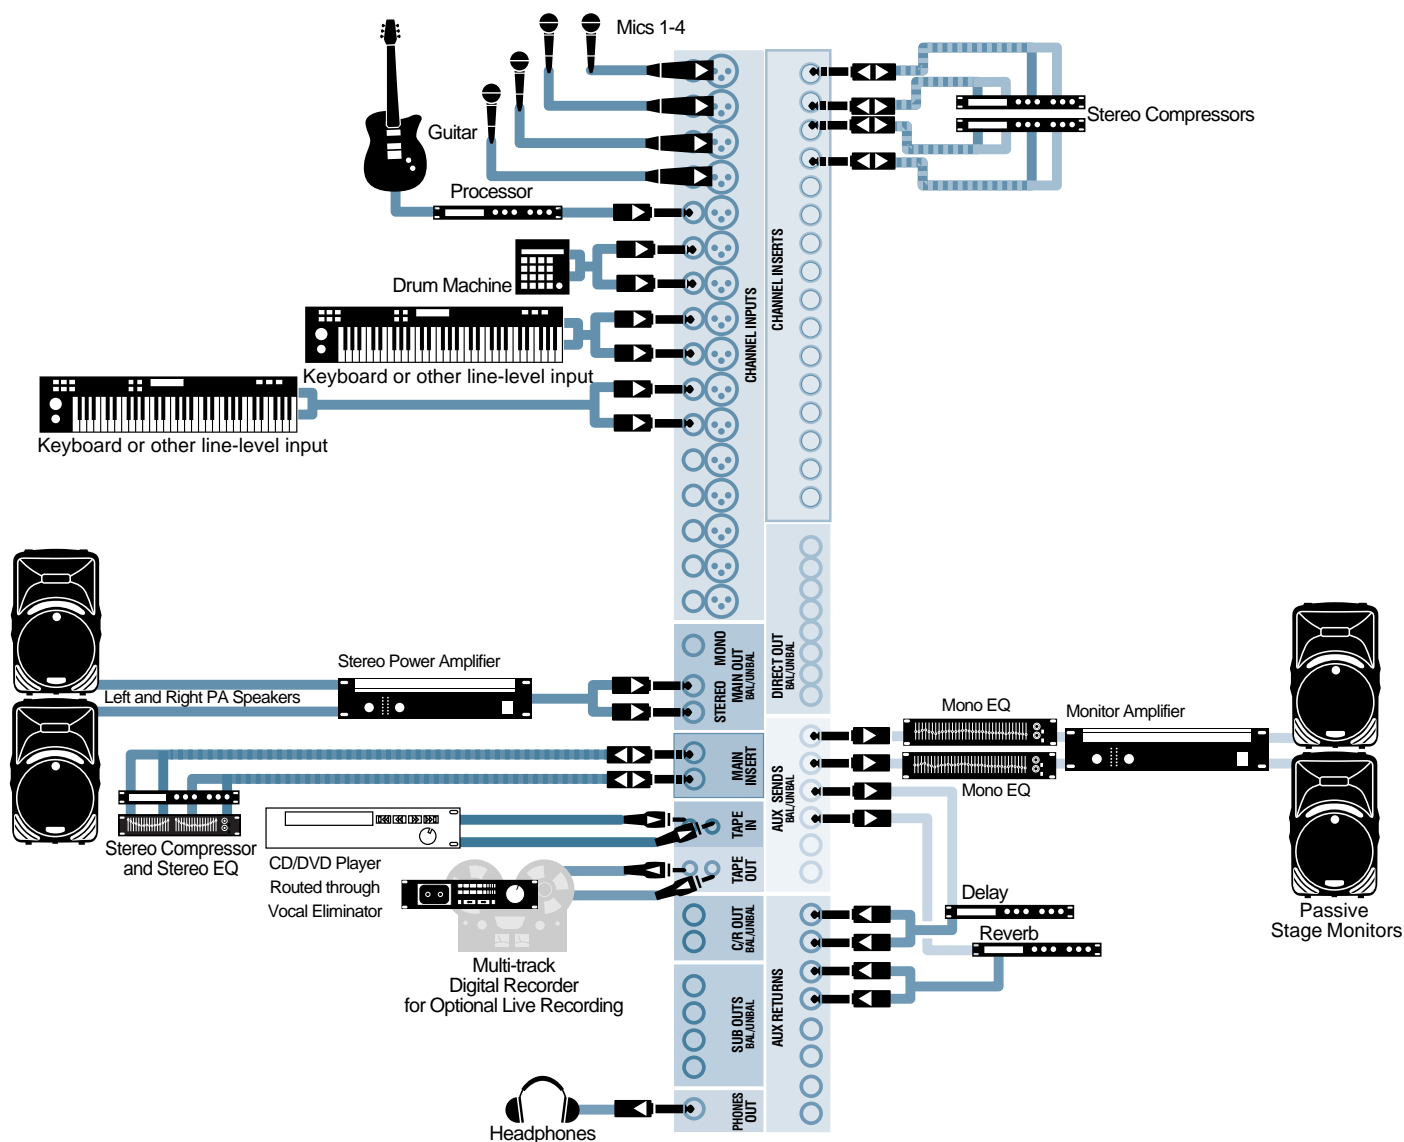 Mics 1-4
Guitar
Processor
Drum Machine
Keyboard or other line-level input
Keyboard or other line-level input
CHANNEL INPUTS
CHANNEL INSERTS
Stereo Compressors
Stereo Power Amplifier
Left and Right PA Speakers
MONO
STEREO
MAIN OUT
BAL/UNBAL
DIRECT OUT
BAL/UNBAL
MAIN
INSERT
Stereo Compressor
and Stereo EQ
AUX SENDS
BAL/UNBAL
Mono EQ
Mono EQ
Monitor Amplifier
Passive
Stage Monitors
TAPE
IN
TAPE
OUT
CD/DVD Player
Routed through
Vocal Eliminator
Multi-track
Digital Recorder
for Optional Live Recording
C/R OUT
BAL/UNBAL
Delay
Reverb
AUX RETURNS
SUB OUTS
BAL/UNBAL
PHONES
OUT
Headphones